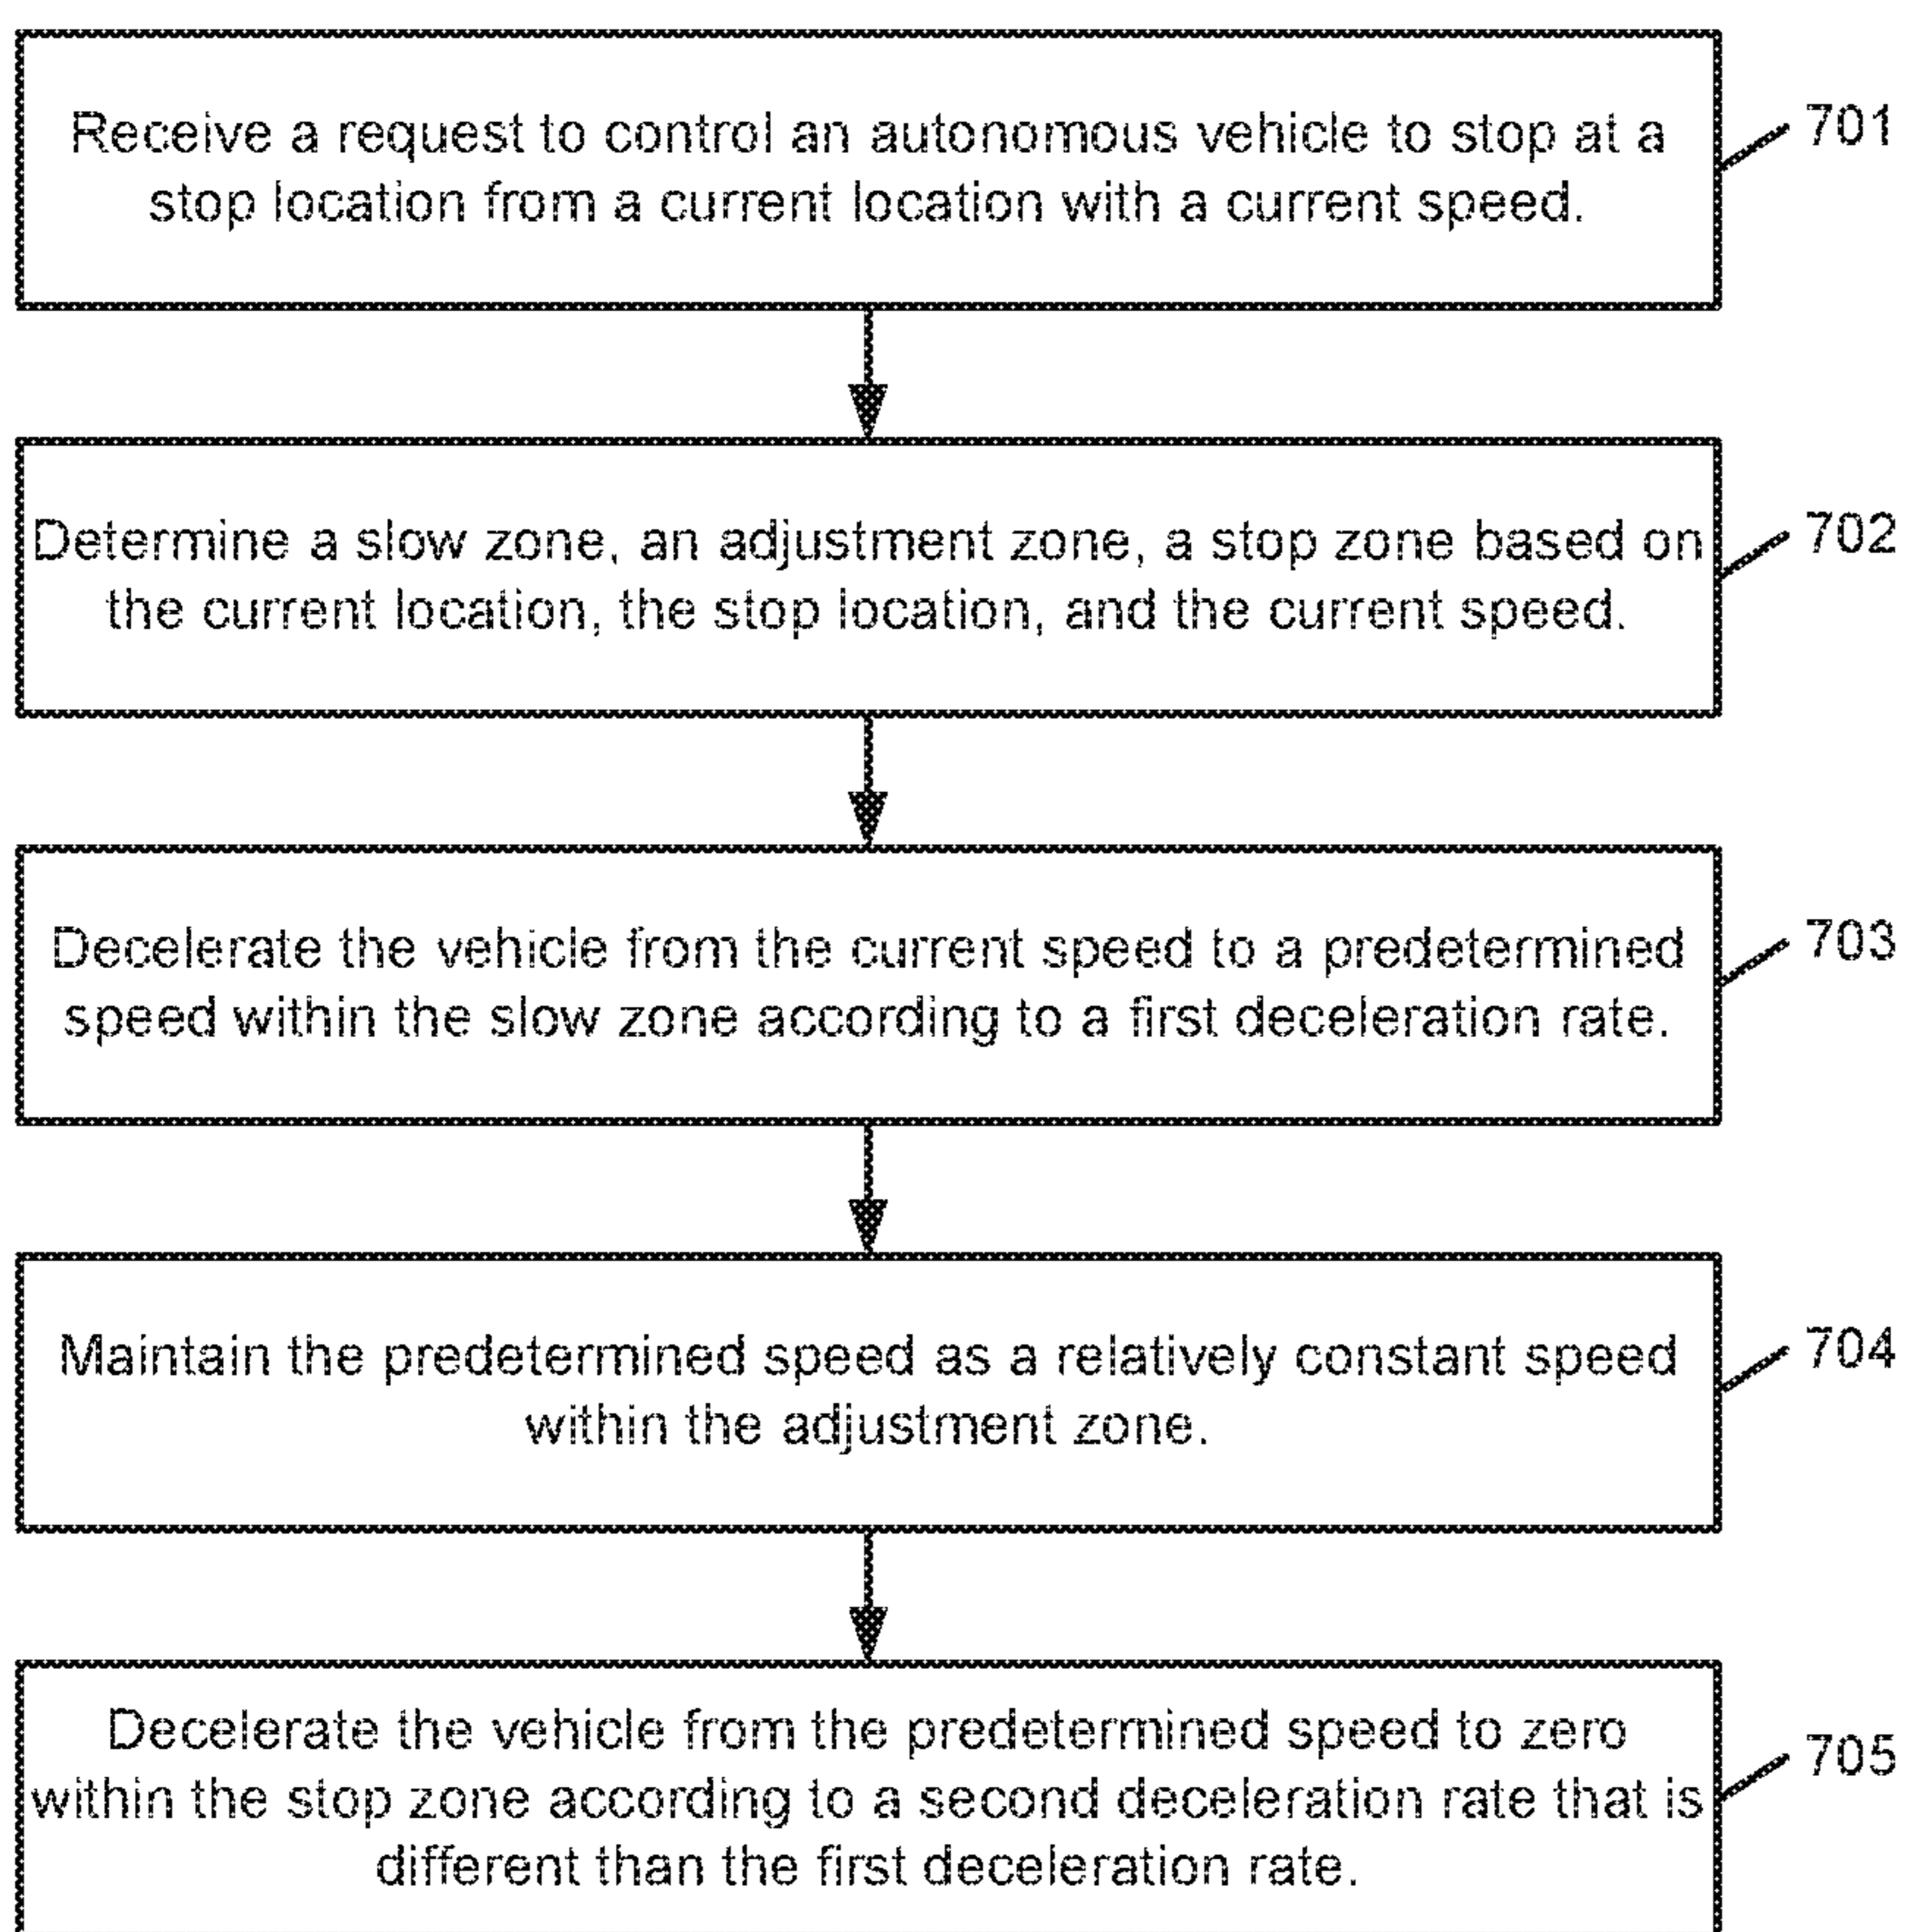 Receive a request to control an autonomous vehicle to stop at a
stop location from a current location with a current speed.
701
Determine a slow zone, an adjustment zone, a stop zone based on
the current location, the stop location, and the current speed.
702
Decelerate the vehicle from the current speed to a predetermined
speed within the slow zone according to a first deceleration rate.
703
Maintain the predetermined speed as a relatively constant speed
within the adjustment zone.
704
Decelerate the vehicle from the predetermined speed to zero
within the stop zone according to a second deceleration rate that is
different than the first deceleration rate.
705